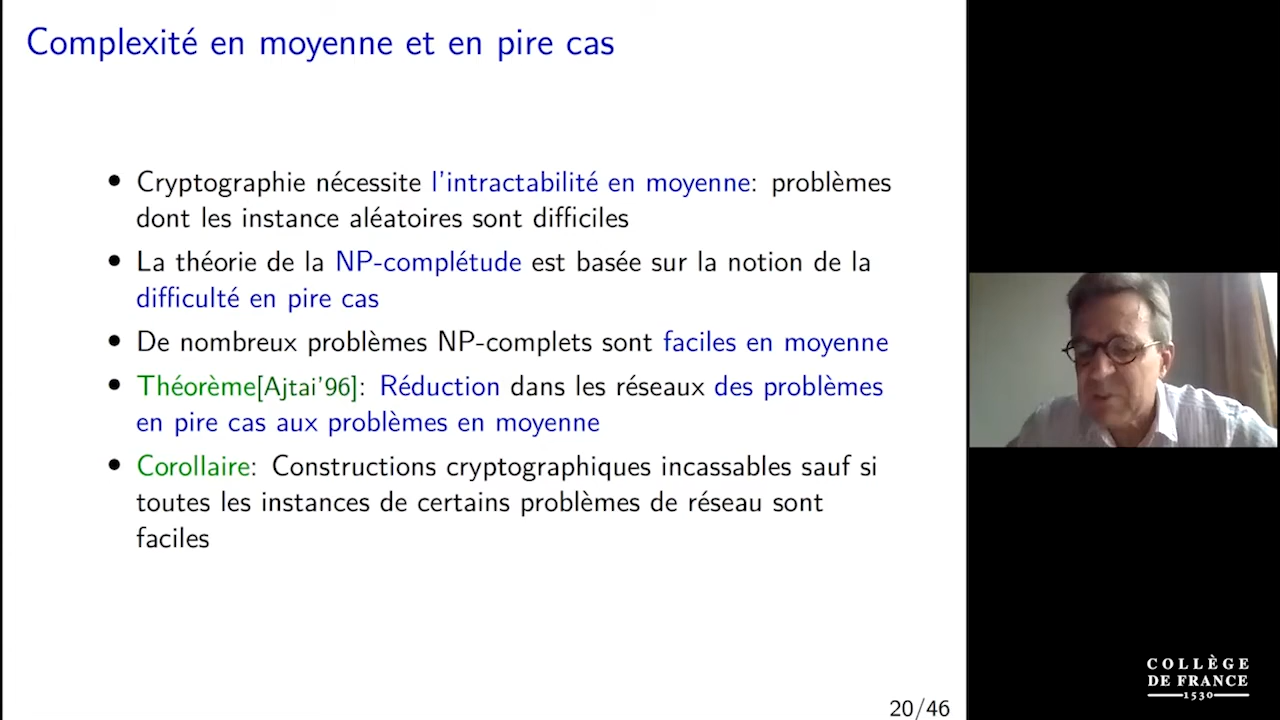 Complexité en moyenne et en pire cas
• Cryptographie nécessite l'intractabilité en moyenne: problèmes
dont les instance aléatoires sont difficiles
• La théorie de la NP-complétude est basée sur la notion de la
difficulté en pire cas
• De nombreux problèmes NP-complets sont faciles en moyenne
• Théorème[Ajtai'96]: Réduction dans les réseaux des problèmes
en pire cas aux problèmes en moyenne
• Corollaire: Constructions cryptographiques incassables sauf si
toutes les instances de certains problèmes de réseau sont
faciles
20/46
COLLÈGE
DE FRANCE
1530